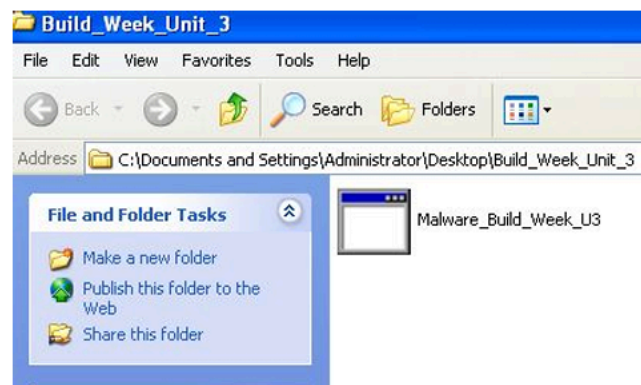 Build_Week_Unit_3
File Edit View Favorites Tools Help
Back Search Folders
Address C:\Documents and Settings\Administrator\Desktop\Build_Week_Unit_3
File and Folder Tasks
Make a new folder
Publish this folder to the
Web
Share this folder
Malware_Build_Week_U3